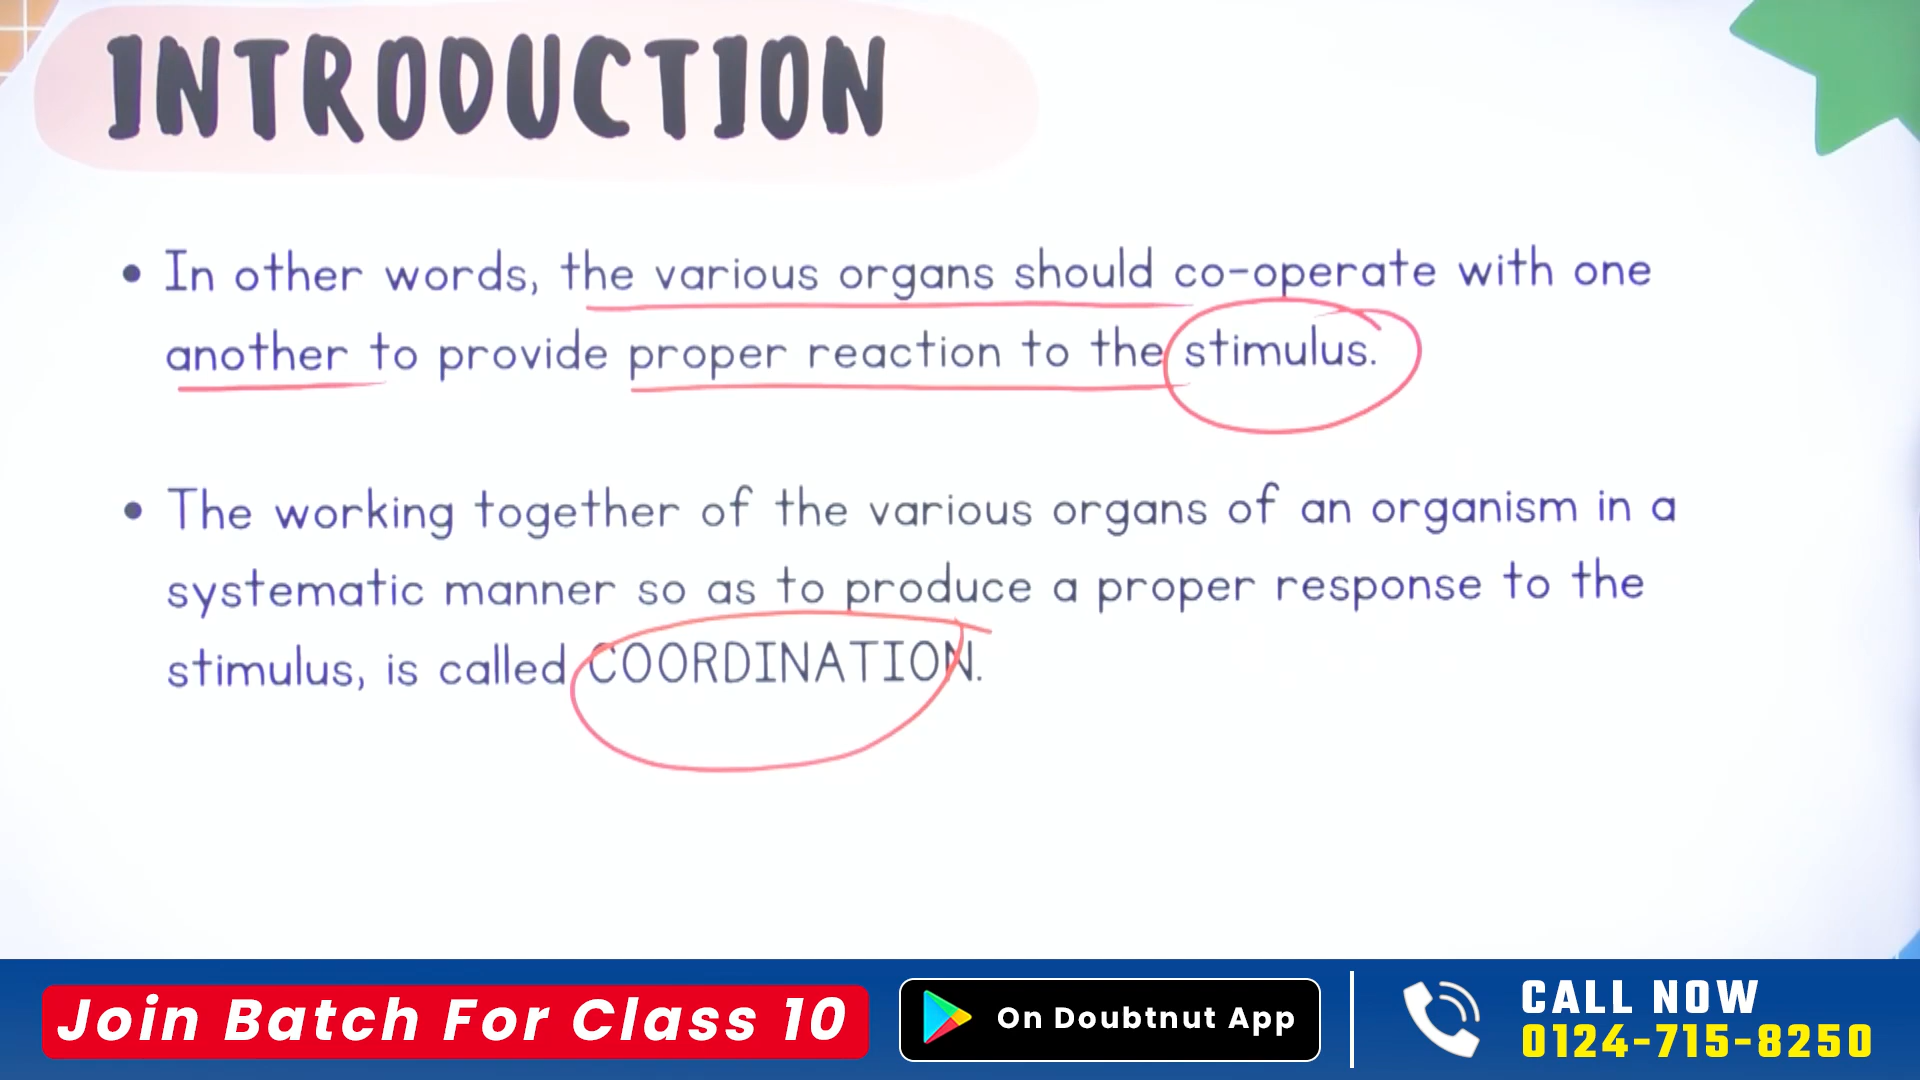 INTRODUCTION
• In other words, the various organs should co-operate with one
another to provide proper reaction to the stimulus.
• The working together of the various organs of an organism in a
systematic manner so as to produce a proper response to the
stimulus, is called COORDINATION.
Join Batch For Class 10
On Doubtnut App
CALL NOW
0124-715-8250